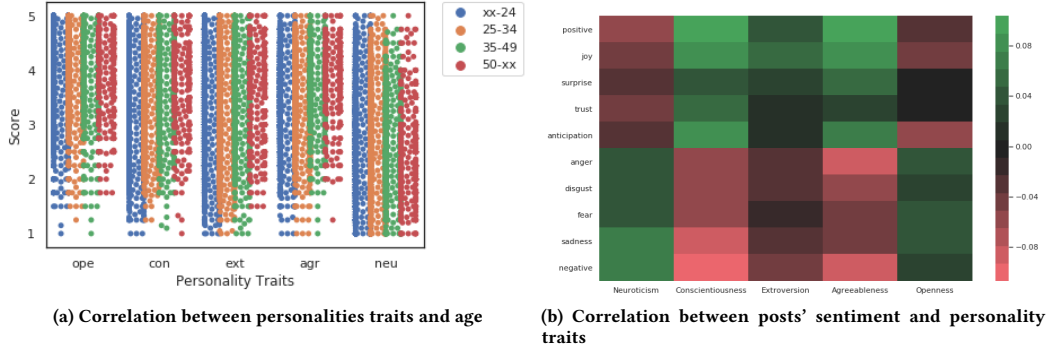 5
4
3
2
1
Score
ope con ext agr neu
Personality Traits
xx-24
25-34
35-49
50-xx
(a) Correlation between personalities traits and age
positive
joy
surprise
trust
anticipation
anger
disgust
fear
sadness
negative
Neuroticism Conscientiousness Extroversion Agreeableness Openness
0.08
0.04
0.00
−0.04
−0.08
(b) Correlation between posts’ sentiment and personality
traits